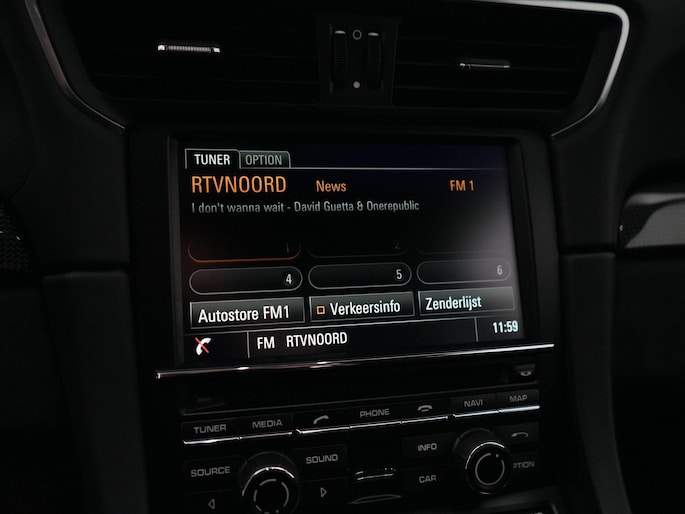 TUNER OPTION
RTVNOORD News FM 1
I don't wanna wait - David Guetta & Onerepublic
1 2
4 5 6
Autostore FM1 Verkeersinfo Zenderlijst
FM RTVNOORD 11:59
TUNER MEDIA PHONE NAVI MAP
SOURCE SOUND INFO
CAR OPTION